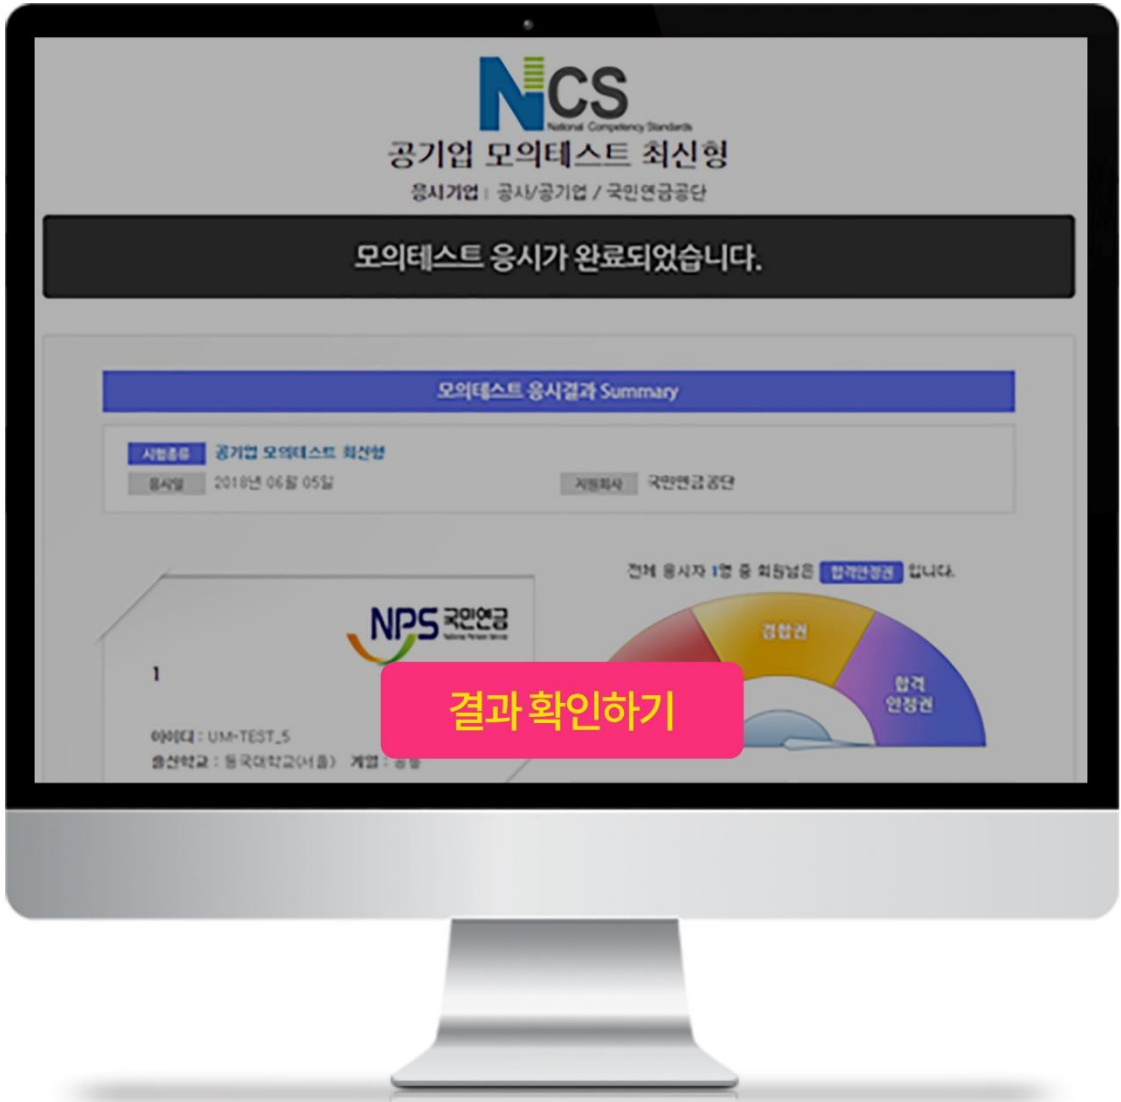 NCS
National Competency Standards
공기업 모의테스트 최신형
응시기업 : 공사/공기업 / 국민연금공단
모의테스트 응시가 완료되었습니다.
모의테스트 응시결과 Summary
시험종류 공기업 모의테스트 최신형
응시일 2018년 06월 05일 지원회사 국민연금공단
전체 응시자 1명 중 회원님은 합격안정권 입니다.
NPS 국민연금
National Pension Service
경합권
합격
안정권
1
결과 확인하기
아이디 : UM-TEST_5
출신학교 : 동국대학교(서울) 계열 :